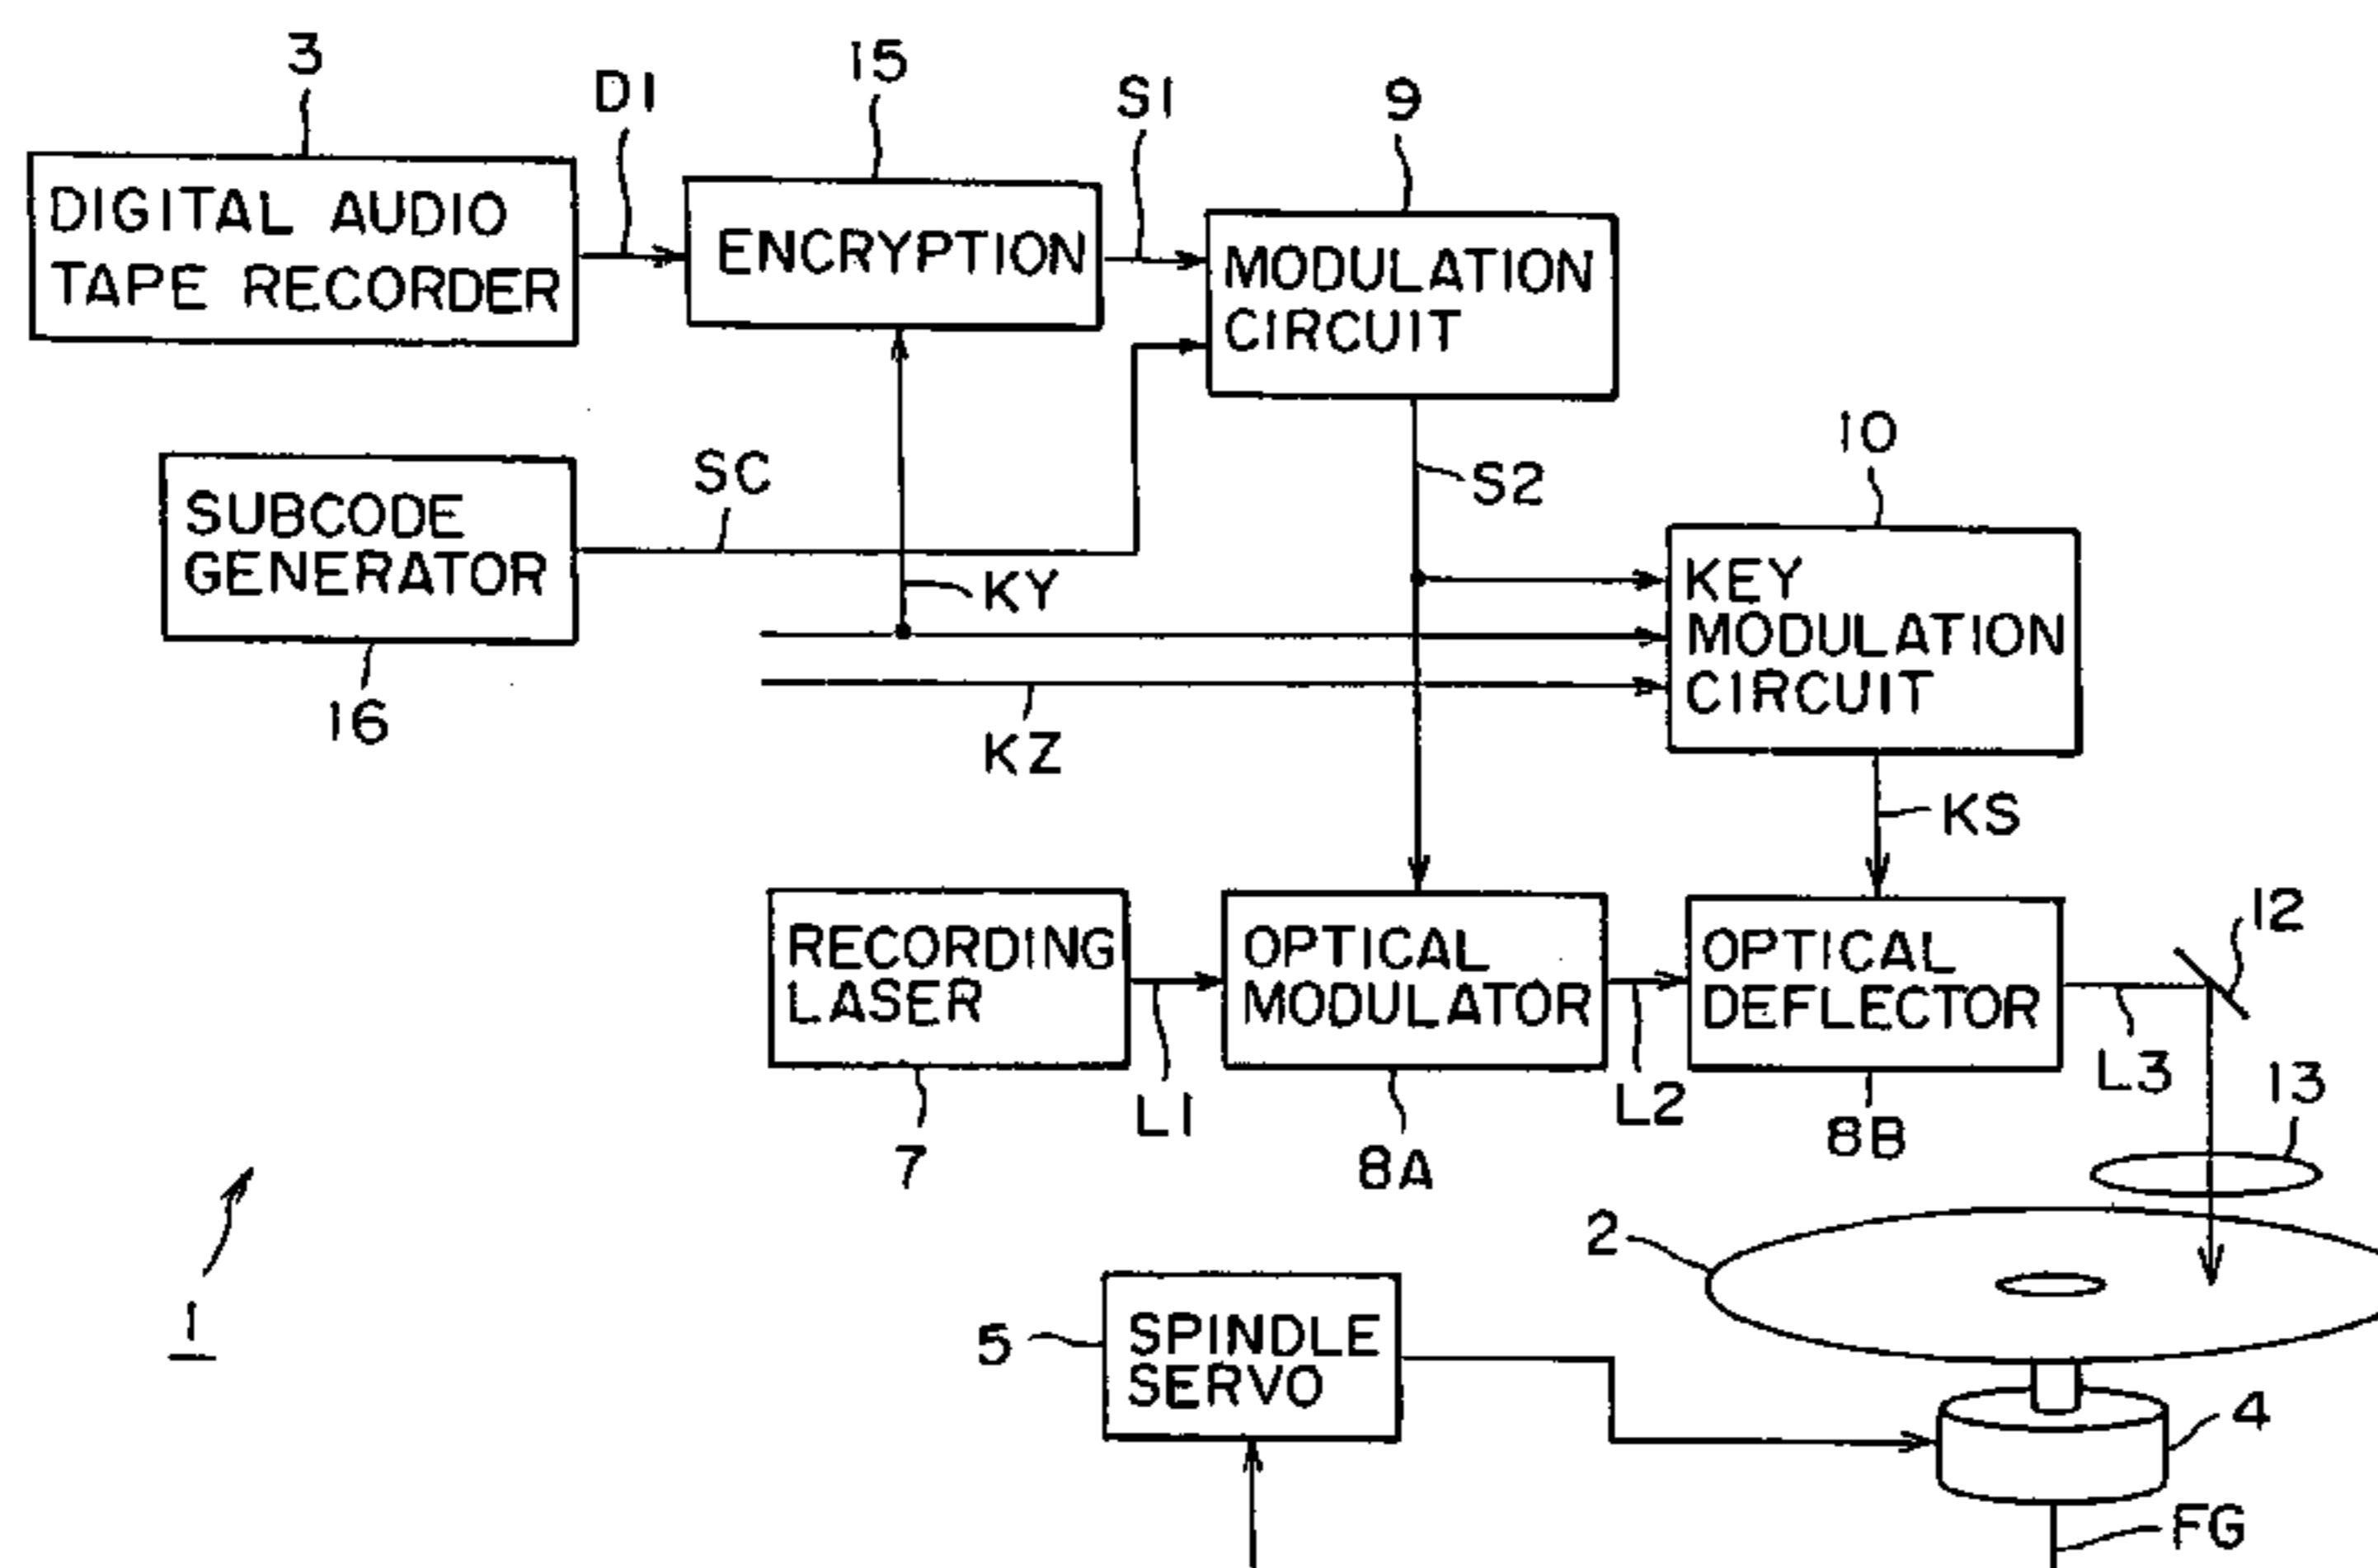 3
D1
15
S1
9
DIGITAL AUDIO
TAPE RECORDER
ENCRYPTION
MODULATION
CIRCUIT
SUBCODE
GENERATOR
SC
KY
S2
10
KEY
MODULATION
CIRCUIT
16
KZ
KS
RECORDING
LASER
OPTICAL
MODULATOR
OPTICAL
DEFLECTOR
12
7
L1
8A
L2
8B
L3
13
1
2
5
SPINDLE
SERVO
4
FG